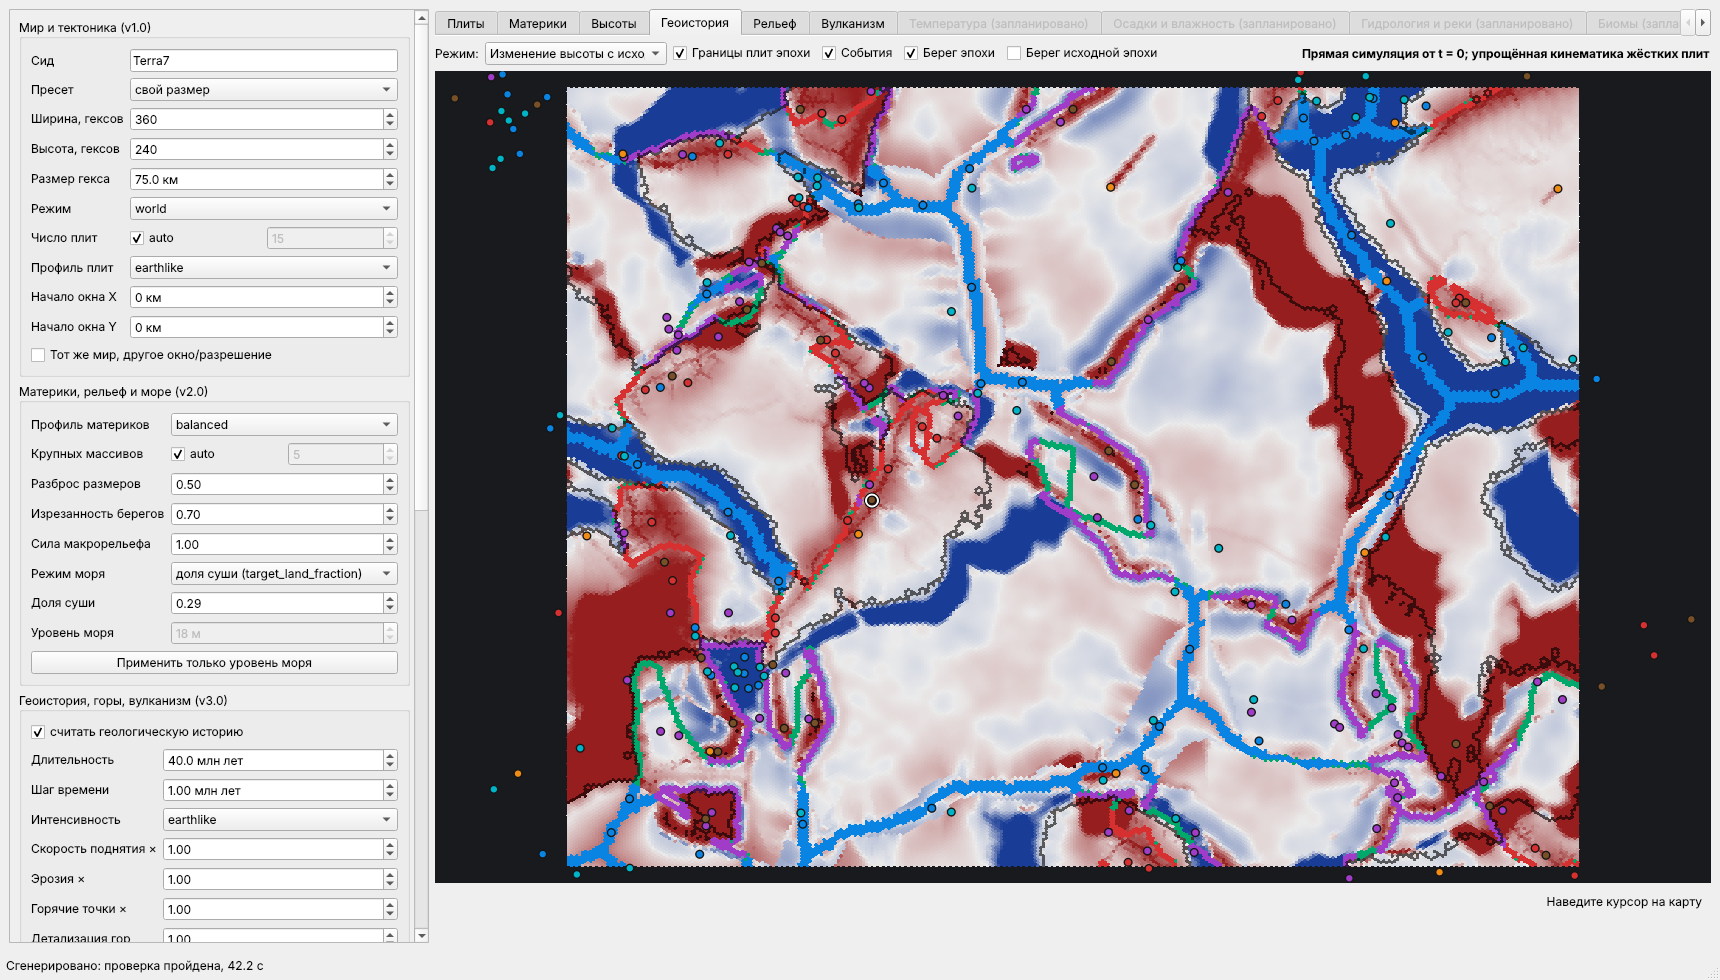 Мир и тектоника (v1.0)
Сид Terra7
Пресет свой размер
Ширина, гексов 360
Высота, гексов 240
Размер гекса 75.0 км
Режим world
Число плит auto 15
Профиль плит earthlike
Начало окна X 0 км
Начало окна Y 0 км
Тот же мир, другое окно/разрешение
Материки, рельеф и море (v2.0)
Профиль материков balanced
Крупных массивов auto 5
Разброс размеров 0.50
Изрезанность берегов 0.70
Сила макрорельефа 1.00
Режим моря доля суши (target_land_fraction)
Доля суши 0.29
Уровень моря 18 м
Применить только уровень моря
Геоистория, горы, вулканизм (v3.0)
считать геологическую историю
Длительность 40.0 млн лет
Шаг времени 1.00 млн лет
Интенсивность earthlike
Скорость поднятия × 1.00
Эрозия × 1.00
Горячие точки × 1.00
Детализация гор 1.00
Плиты Материки Высоты Геоистория Рельеф Вулканизм Температура (запланировано) Осадки и влажность (запланировано) Гидрология и реки (запланировано) Биомы (запла
Режим: Изменение высоты с исхо Границы плит эпохи События Берег эпохи Берег исходной эпохи Прямая симуляция от t = 0; упрощённая кинематика жёстких плит
Наведите курсор на карту
Сгенерировано: проверка пройдена, 42.2 с